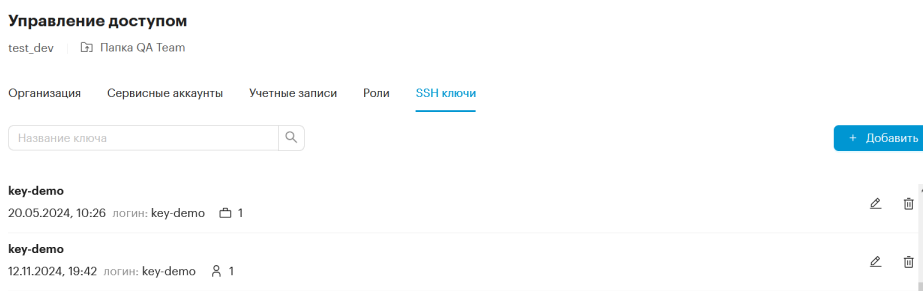 Управление доступом
test_dev Папка QA Team
Организация Сервисные аккаунты Учетные записи Роли SSH ключи
Название ключа + Добавить
key-demo
20.05.2024, 10:26 логин: key-demo 1
key-demo
12.11.2024, 19:42 логин: key-demo 1